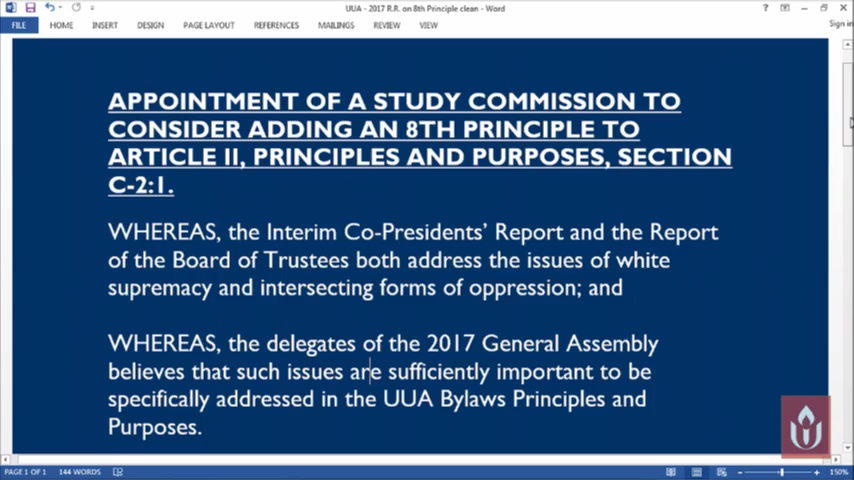 UUA - 2017 R.R. on 8th Principle clean - Word
Sign in
FILE HOME INSERT DESIGN PAGE LAYOUT REFERENCES MAILINGS REVIEW VIEW
APPOINTMENT OF A STUDY COMMISSION TO
CONSIDER ADDING AN 8TH PRINCIPLE TO
ARTICLE II, PRINCIPLES AND PURPOSES, SECTION
C-2:1.
WHEREAS, the Interim Co-Presidents’ Report and the Report
of the Board of Trustees both address the issues of white
supremacy and intersecting forms of oppression; and
WHEREAS, the delegates of the 2017 General Assembly
believes that such issues are sufficiently important to be
specifically addressed in the UUA Bylaws Principles and
Purposes.
PAGE 1 OF 1 144 WORDS 150%